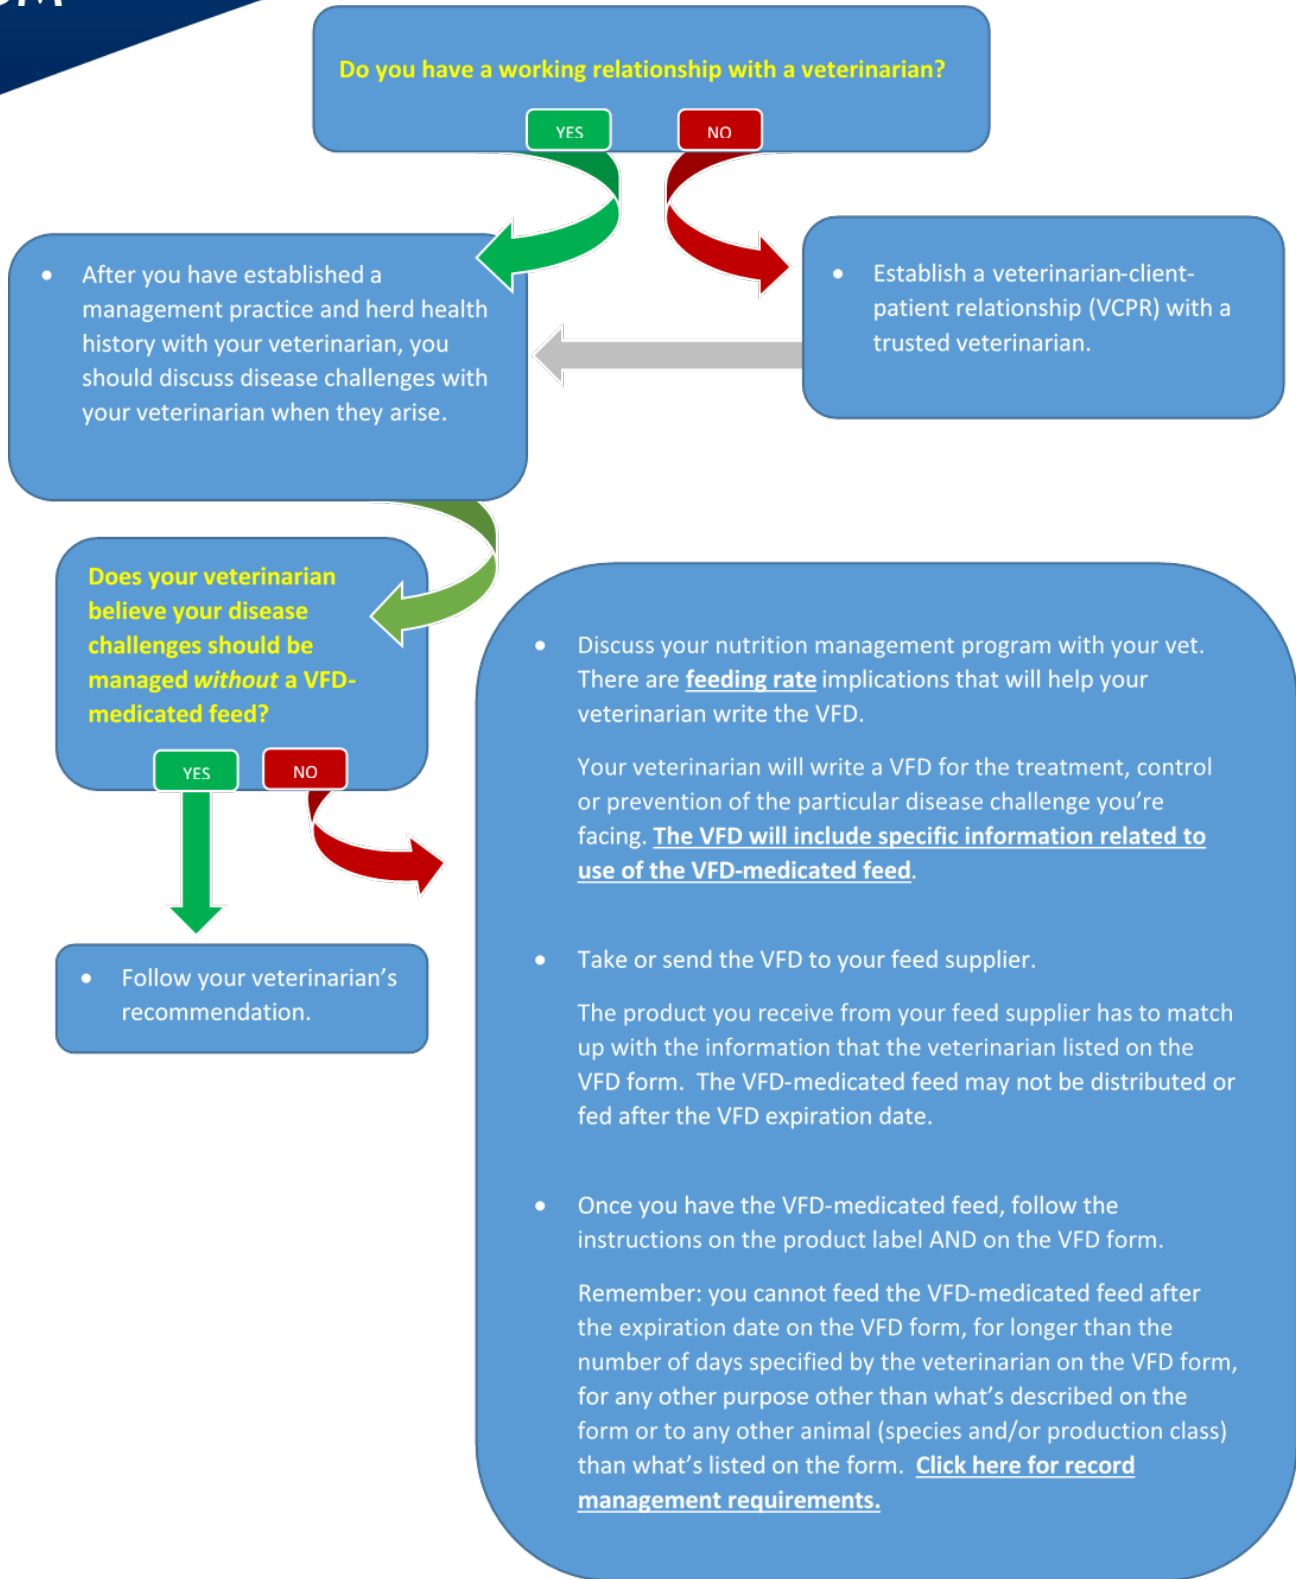 Do you have a working relationship with a veterinarian?
YES
NO
• After you have established a
management practice and herd health
history with your veterinarian, you
should discuss disease challenges with
your veterinarian when they arise.
• Establish a veterinarian-client-
patient relationship (VCPR) with a
trusted veterinarian.
Does your veterinarian
believe your disease
challenges should be
managed without a VFD-
medicated feed?
YES
NO
• Follow your veterinarian's
recommendation.
• Discuss your nutrition management program with your vet.
There are feeding rate implications that will help your
veterinarian write the VFD.
Your veterinarian will write a VFD for the treatment, control
or prevention of the particular disease challenge you're
facing. The VFD will include specific information related to
use of the VFD-medicated feed.
• Take or send the VFD to your feed supplier.
The product you receive from your feed supplier has to match
up with the information that the veterinarian listed on the
VFD form.  The VFD-medicated feed may not be distributed or
fed after the VFD expiration date.
• Once you have the VFD-medicated feed, follow the
instructions on the product label AND on the VFD form.
Remember: you cannot feed the VFD-medicated feed after
the expiration date on the VFD form, for longer than the
number of days specified by the veterinarian on the VFD form,
for any other purpose other than what's described on the
form or to any other animal (species and/or production class)
than what's listed on the form.  Click here for record
management requirements.